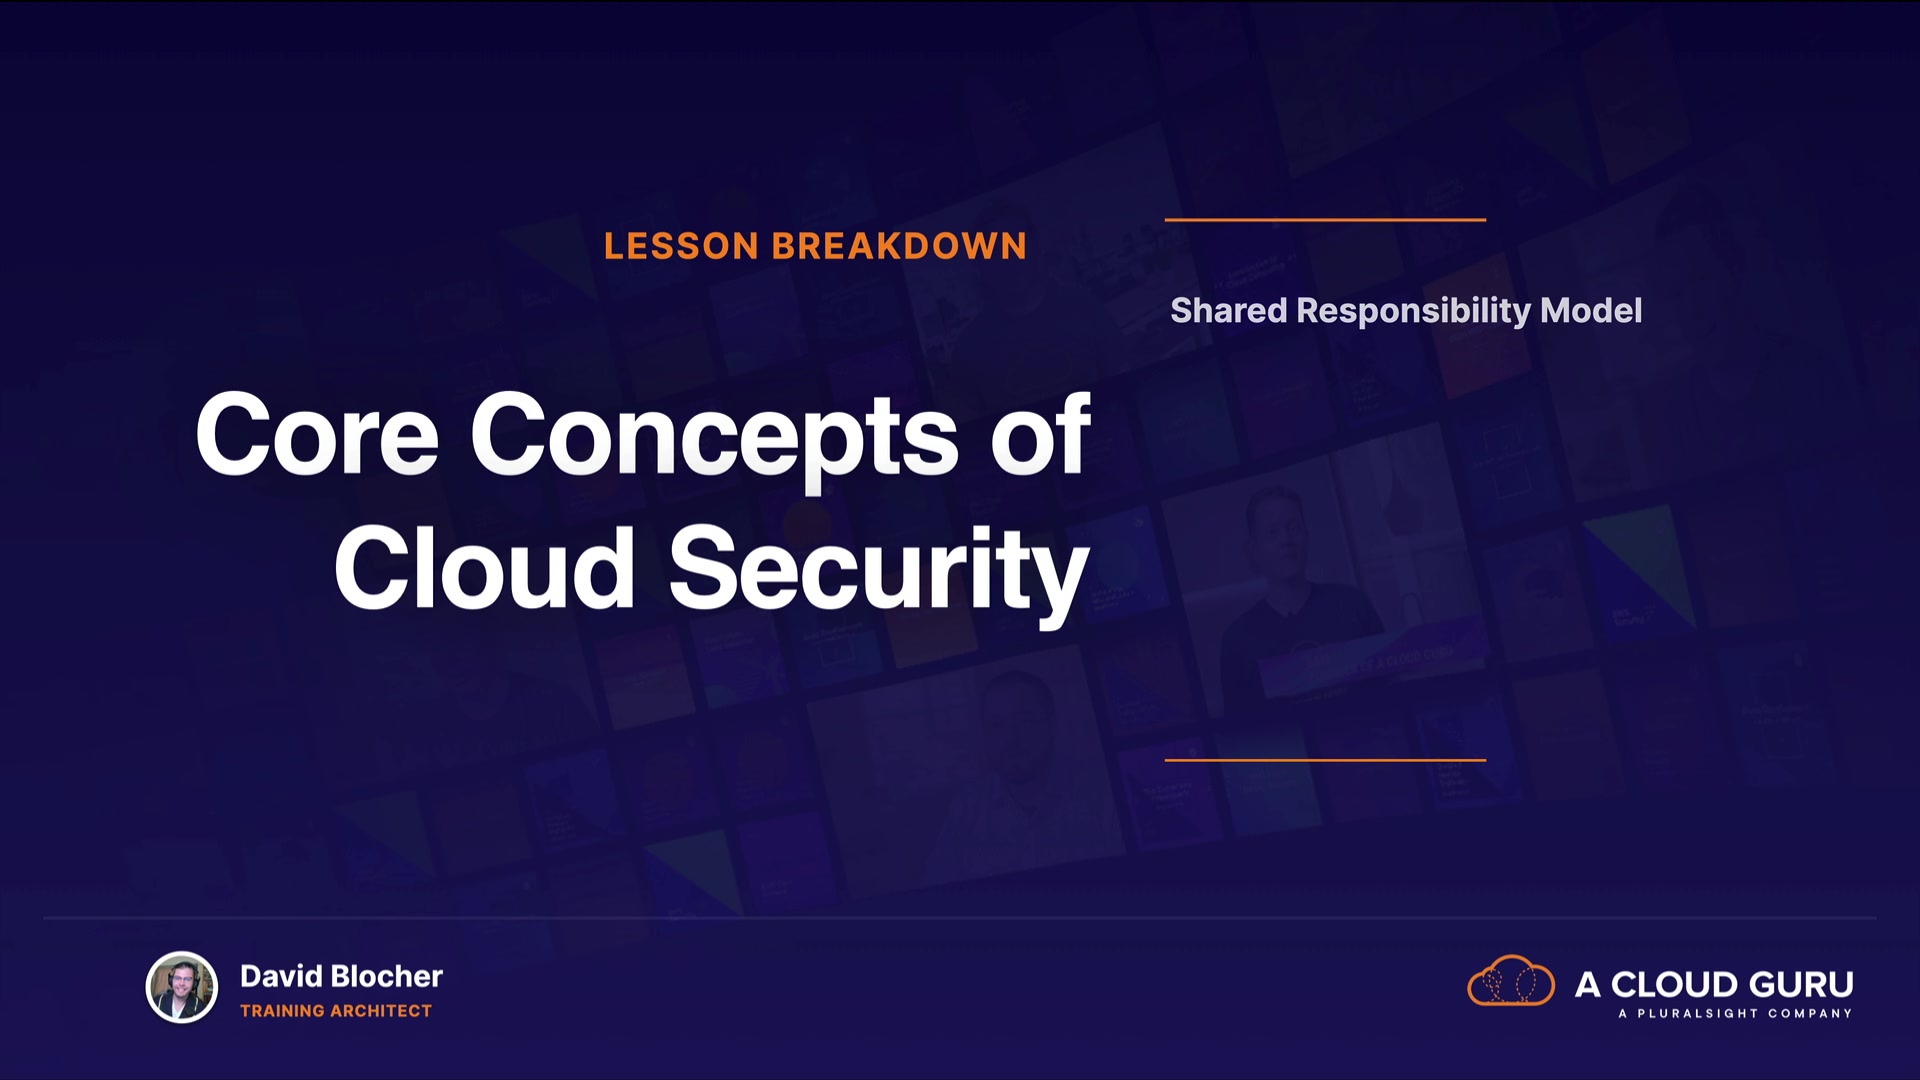 LESSON BREAKDOWN
Core Concepts of
Cloud Security
Shared Responsibility Model
David Blocher
TRAINING ARCHITECT
A CLOUD GURU
A PLURALSIGHT COMPANY